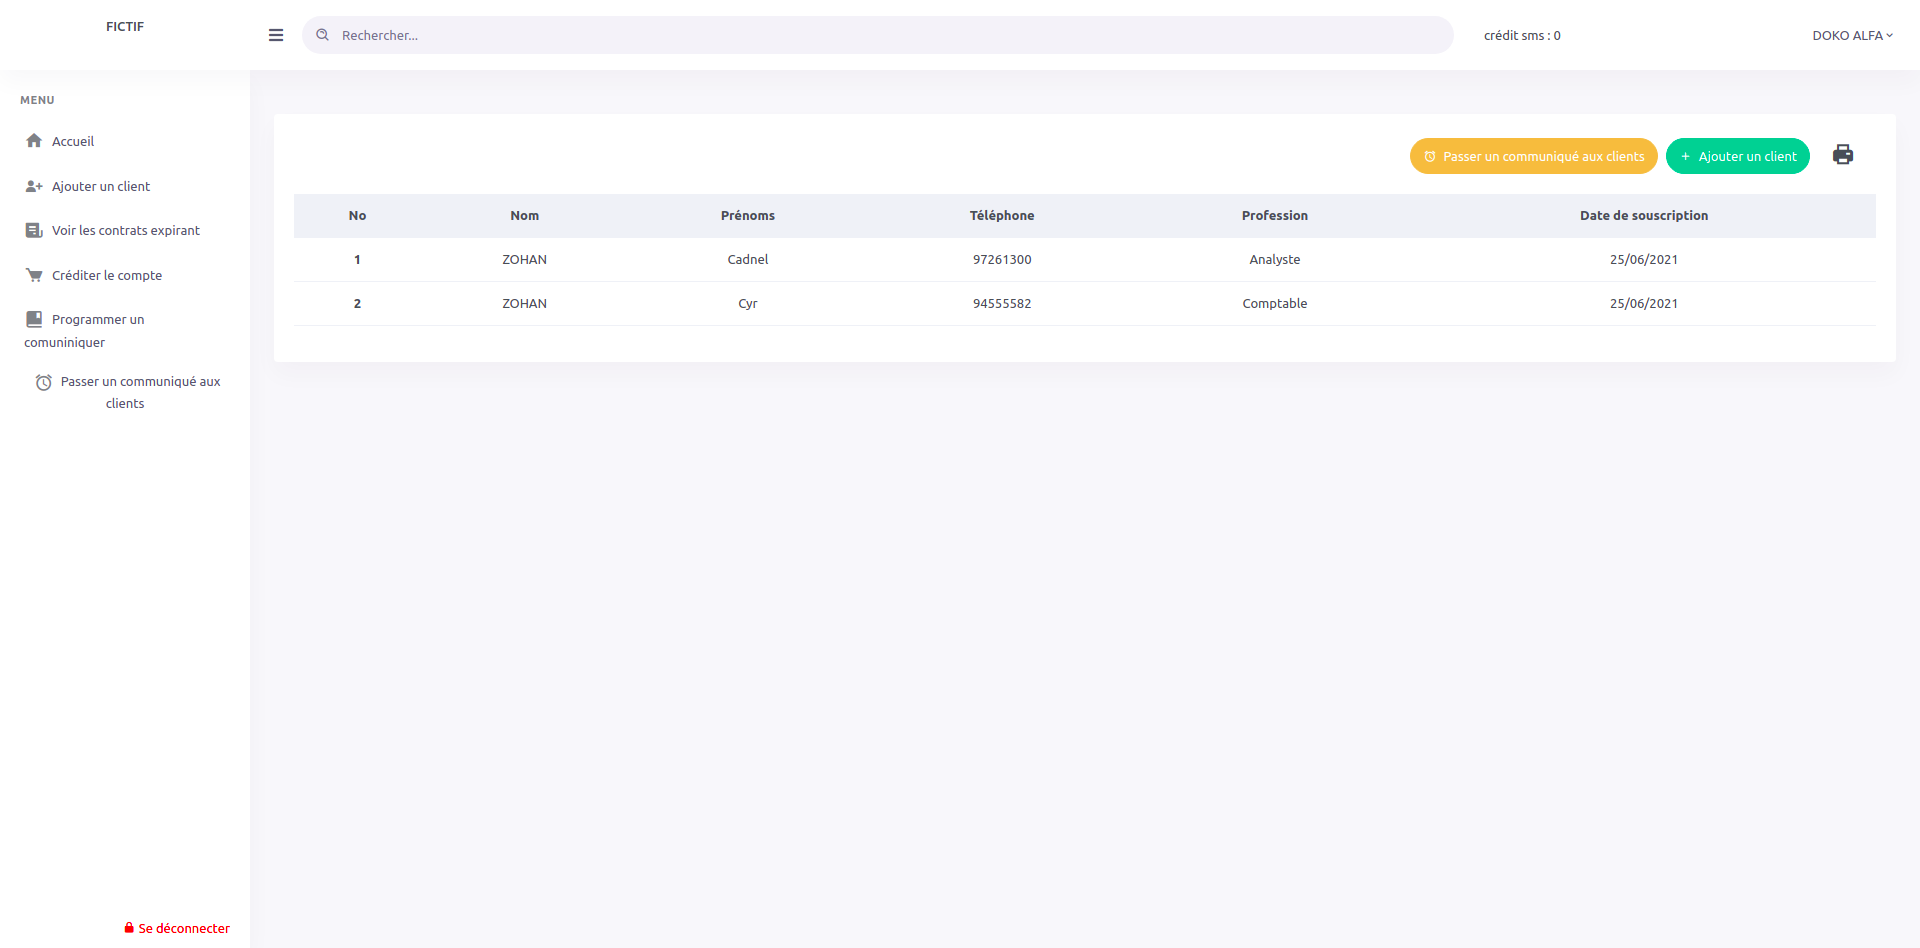 FICTIF
Rechercher...
crédit sms : 0
DOKO ALFA
MENU
Accueil
Ajouter un client
Voir les contrats expirant
Créditer le compte
Programmer un
comuniniquer
Passer un communiqué aux
clients
Se déconnecter
Passer un communiqué aux clients
+ Ajouter un client
No Nom Prénoms Téléphone Profession Date de souscription
1 ZOHAN Cadnel 97261300 Analyste 25/06/2021
2 ZOHAN Cyr 94555582 Comptable 25/06/2021